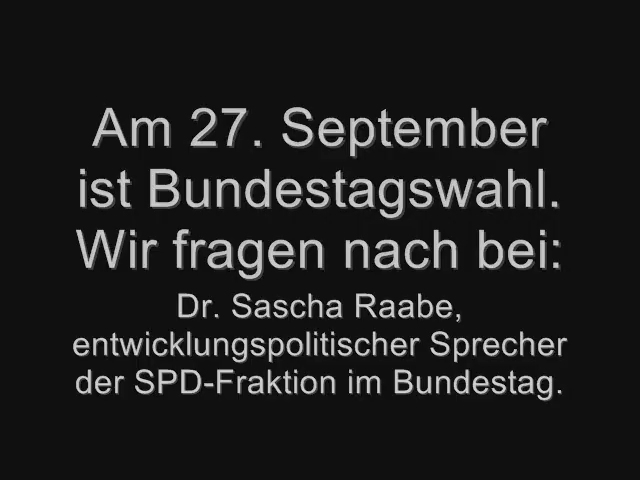 Am 27. September
ist Bundestagswahl.
Wir fragen nach bei:
Dr. Sascha Raabe,
entwicklungspolitischer Sprecher
der SPD-Fraktion im Bundestag.